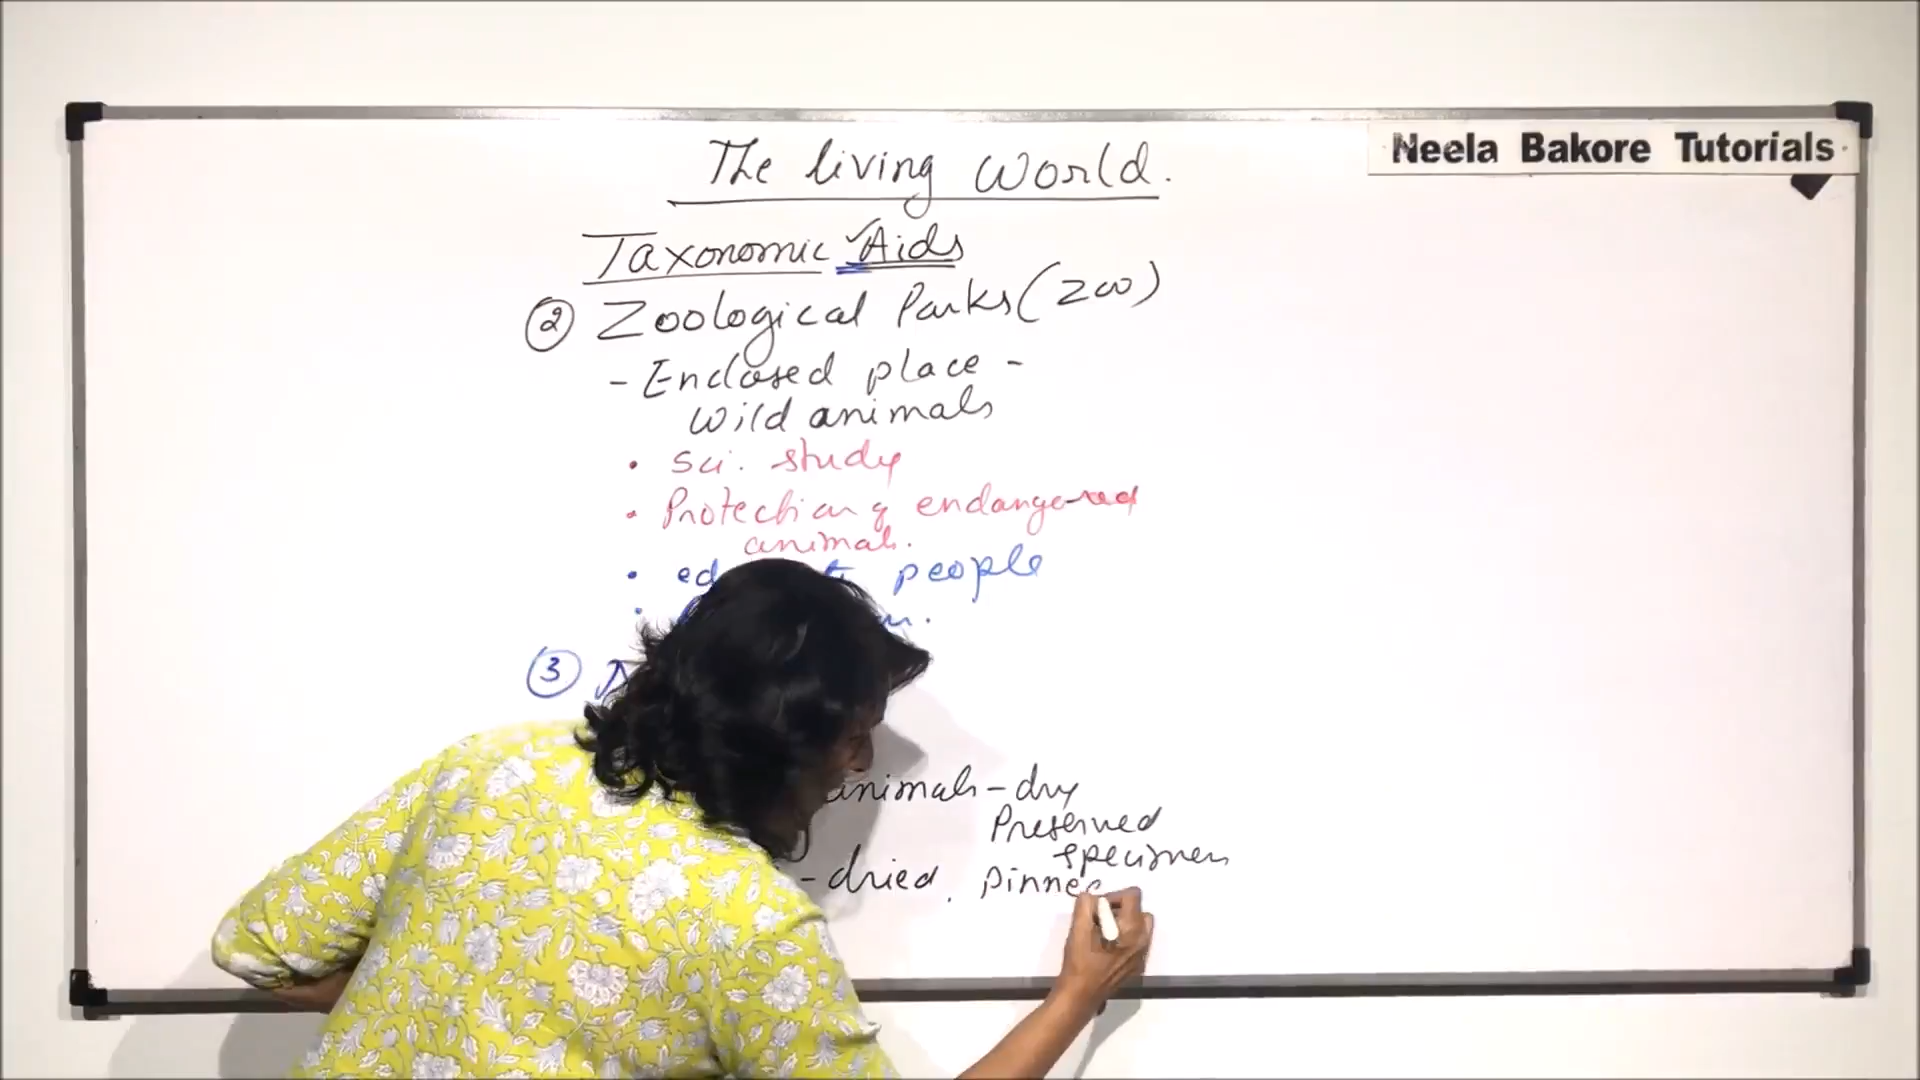 Neela Bakore Tutorials
The living World.
Taxonomic Aids
② Zoological Parks (Zoo)
- Enclosed place -
Wild animals
• Sci. study
• Protection of endangered
animals.
• people
③
animals - dry
Preserved
specimen
- dried, Pinned